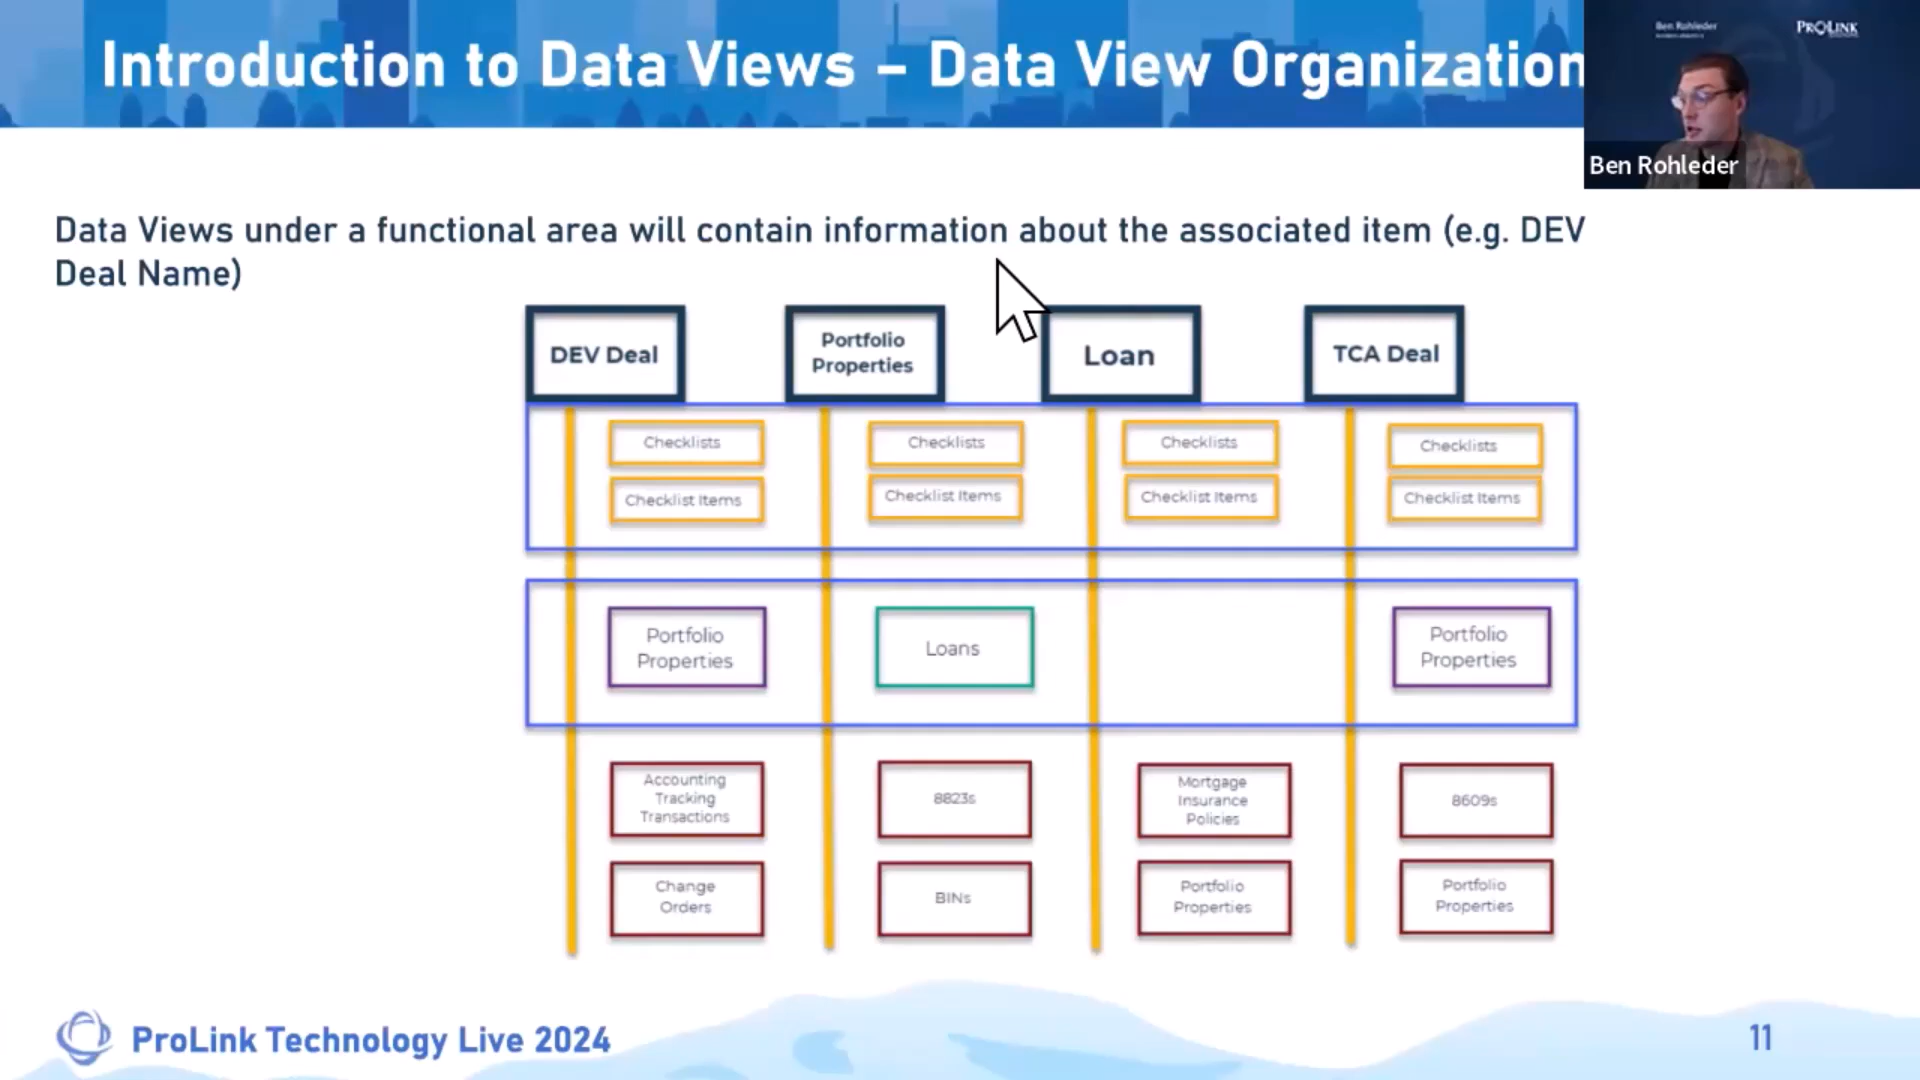 Introduction to Data Views – Data View Organization
Ben Rohleder
PROLINK
Ben Rohleder
Data Views under a functional area will contain information about the associated item (e.g. DEV
Deal Name)
DEV Deal
Portfolio
Properties
Loan
TCA Deal
Checklists
Checklists
Checklists
Checklists
Checklist Items
Checklist Items
Checklist Items
Checklist Items
Portfolio
Properties
Loans
Portfolio
Properties
Accounting
Tracking
Transactions
8823s
Mortgage
Insurance
Policies
8609s
Change
Orders
BINs
Portfolio
Properties
Portfolio
Properties
ProLink Technology Live 2024
11